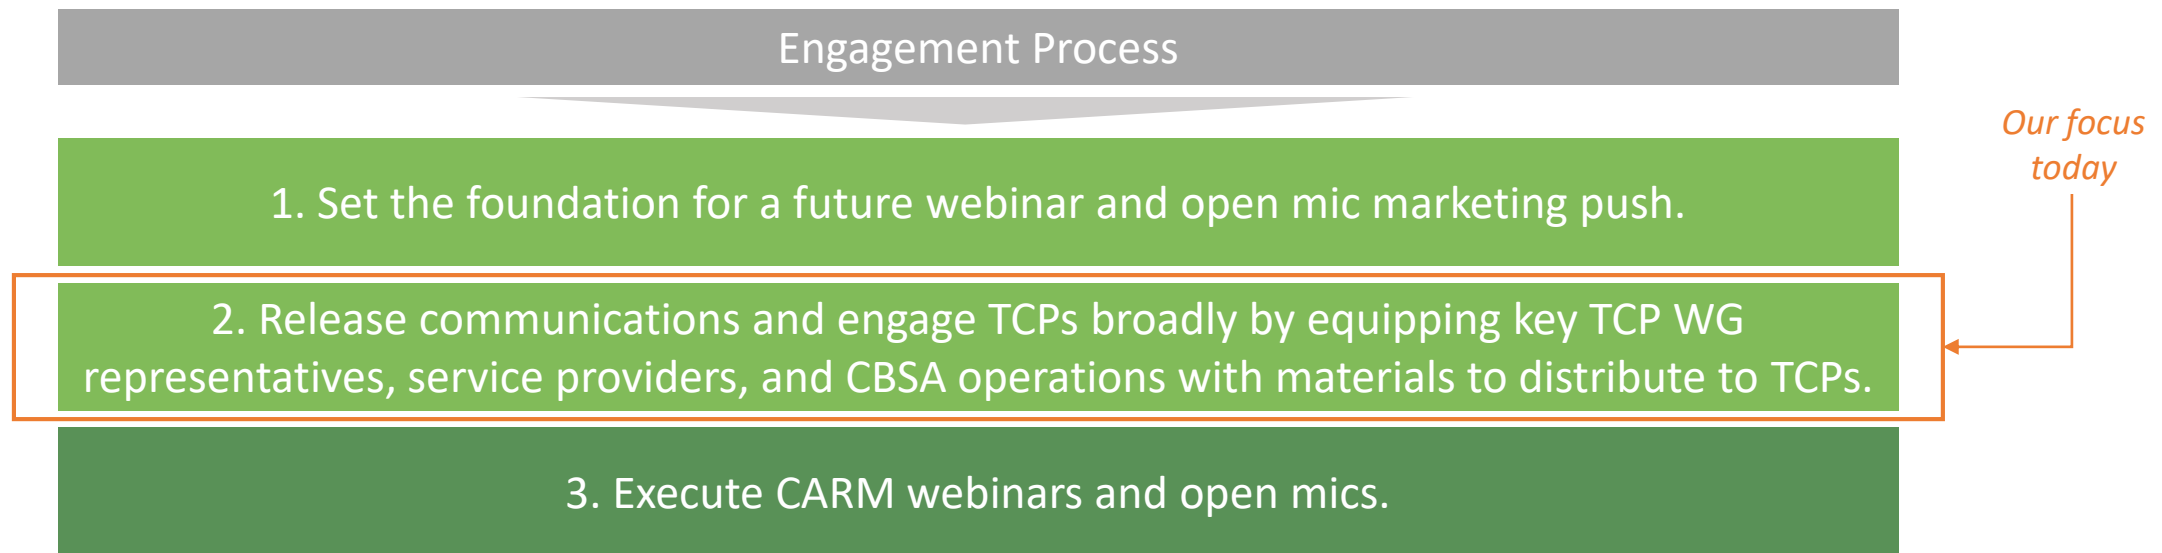 Engagement Process
Our focus
today
1. Set the foundation for a future webinar and open mic marketing push.
2. Release communications and engage TCPs broadly by equipping key TCP WG
representatives, service providers, and CBSA operations with materials to distribute to TCPs.
3. Execute CARM webinars and open mics.